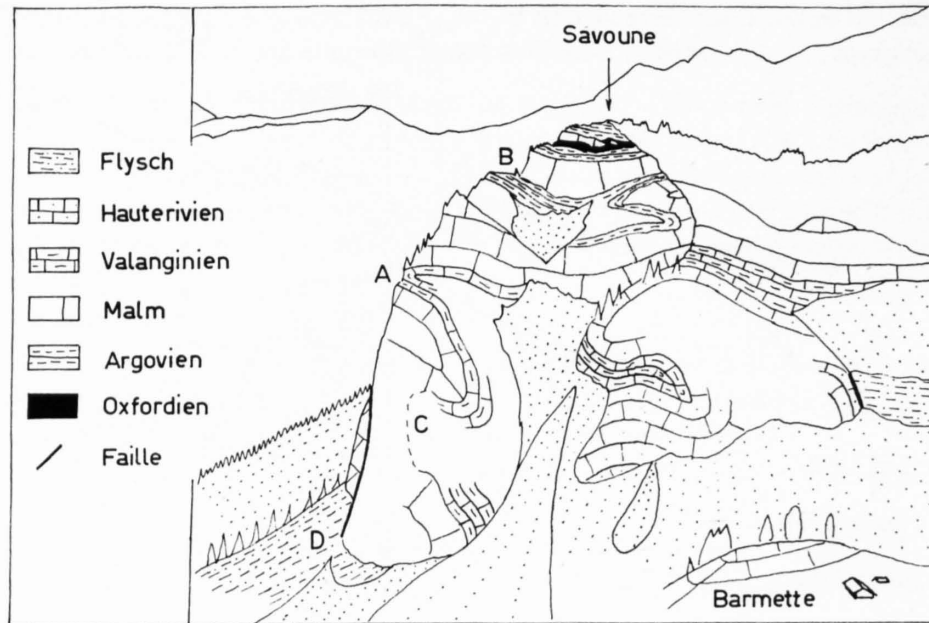 Savoune
B
A
C
D
Barmette
Flysch
Hauterivien
Valanginien
Malm
Argovien
Oxfordien
Faille